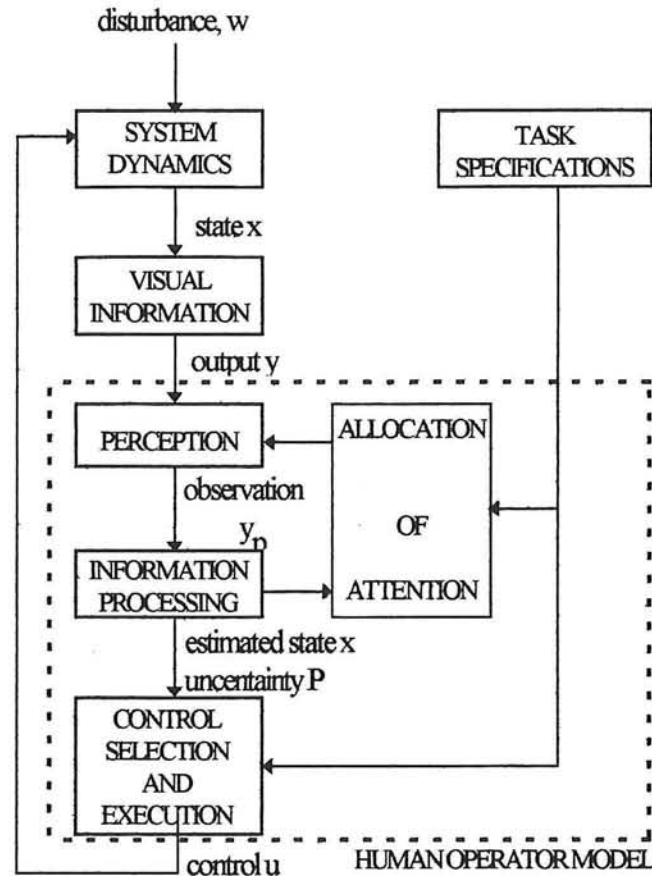 disturbance, w
SYSTEM
DYNAMICS
TASK
SPECIFICATIONS
state x
VISUAL
INFORMATION
output y
PERCEPTION
ALLOCATION
OF
ATTENTION
observation
yp
INFORMATION
PROCESSING
estimated state x
uncentainty P
CONTROL
SELECTION
AND
EXECUTION
control u
HUMAN OPERATOR MODEL